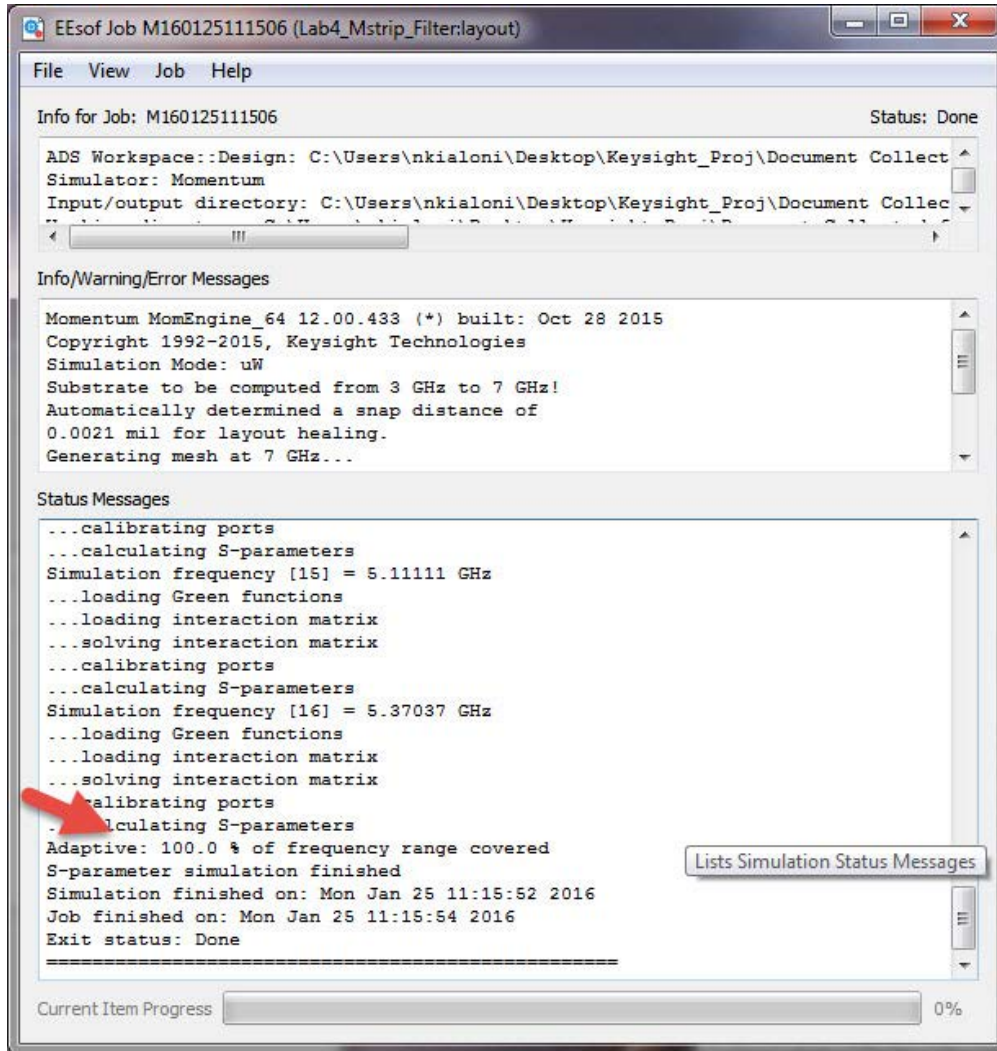 EEsof Job M160125111506 (Lab4_Mstrip_Filter:layout)
File View Job Help
Info for Job: M160125111506 Status: Done
ADS Workspace::Design: C:\Users\nkialoni\Desktop\Keysight_Proj\Document Collect
Simulator: Momentum
Input/output directory: C:\Users\nkialoni\Desktop\Keysight_Proj\Document Collec
Info/Warning/Error Messages
Momentum MomEngine_64 12.00.433 (*) built: Oct 28 2015
Copyright 1992-2015, Keysight Technologies
Simulation Mode: uW
Substrate to be computed from 3 GHz to 7 GHz!
Automatically determined a snap distance of
0.0021 mil for layout healing.
Generating mesh at 7 GHz...
Status Messages
...calibrating ports
...calculating S-parameters
Simulation frequency [15] = 5.11111 GHz
...loading Green functions
...loading interaction matrix
...solving interaction matrix
...calibrating ports
...calculating S-parameters
Simulation frequency [16] = 5.37037 GHz
...loading Green functions
...loading interaction matrix
...solving interaction matrix
alibrating ports
.lculating S-parameters
Adaptive: 100.0 % of frequency range covered
Lists Simulation Status Messages
S-parameter simulation finished
Simulation finished on: Mon Jan 25 11:15:52 2016
Job finished on: Mon Jan 25 11:15:54 2016
Exit status: Done
==================================================
Current Item Progress 0%